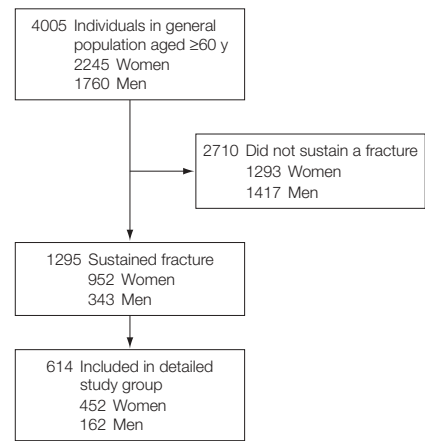 4005 Individuals in general
population aged ≥60 y
2245 Women
1760 Men
2710 Did not sustain a fracture
1293 Women
1417 Men
1295 Sustained fracture
952 Women
343 Men
614 Included in detailed
study group
452 Women
162 Men